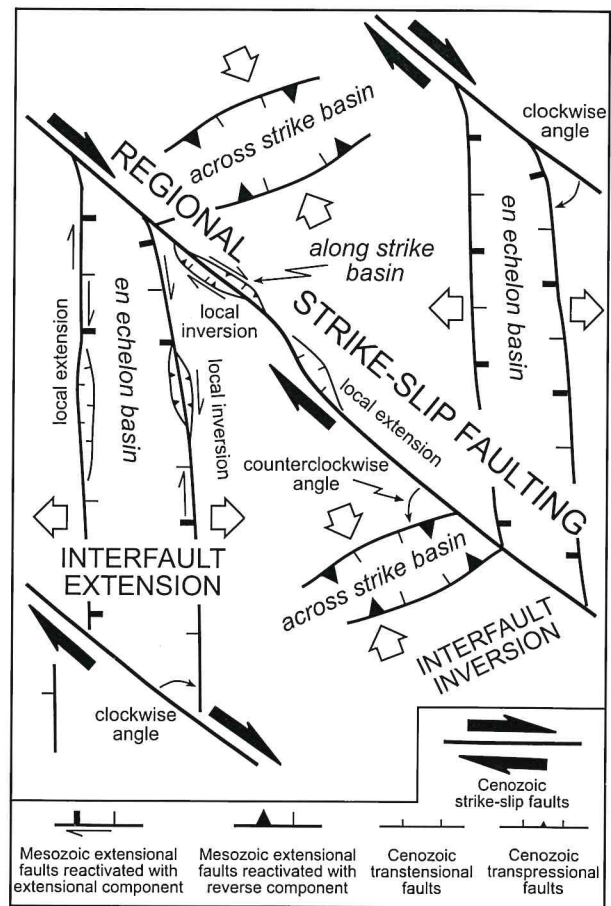 clockwise
angle
across strike basin
REGIONAL
along strike
basin
en echelon basin
local
inversion
STRIKE-SLIP FAULTING
local extension
en echelon basin
local extension
local inversion
counterclockwise
angle
INTERFAULT
EXTENSION
across strike basin
INTERFAULT
INVERSION
clockwise
angle
Cenozoic
strike-slip faults
Mesozoic extensional
faults reactivated with
extensional component
Mesozoic extensional
faults reactivated with
reverse component
Cenozoic
transtensional
faults
Cenozoic
transpressional
faults